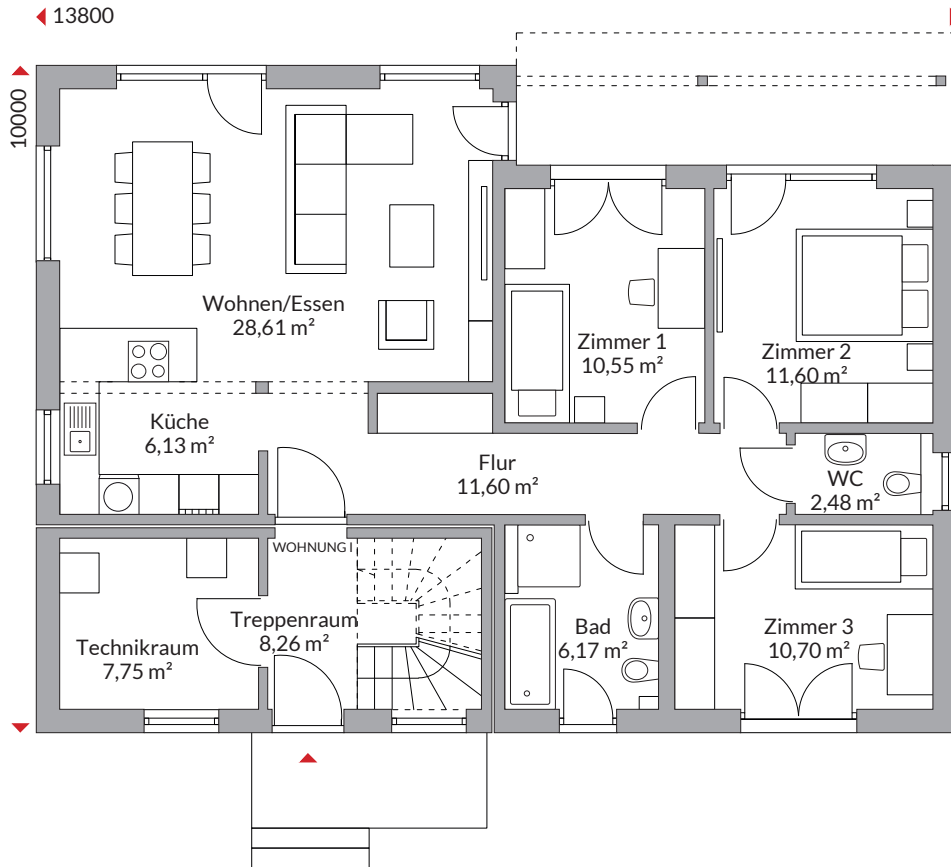 13800
10000
Wohnen/Essen
28,61 m²
Zimmer 1
10,55 m²
Zimmer 2
11,60 m²
Küche
6,13 m²
Flur
11,60 m²
WC
2,48 m²
WOHNUNG I
Technikraum
7,75 m²
Treppenraum
8,26 m²
Bad
6,17 m²
Zimmer 3
10,70 m²